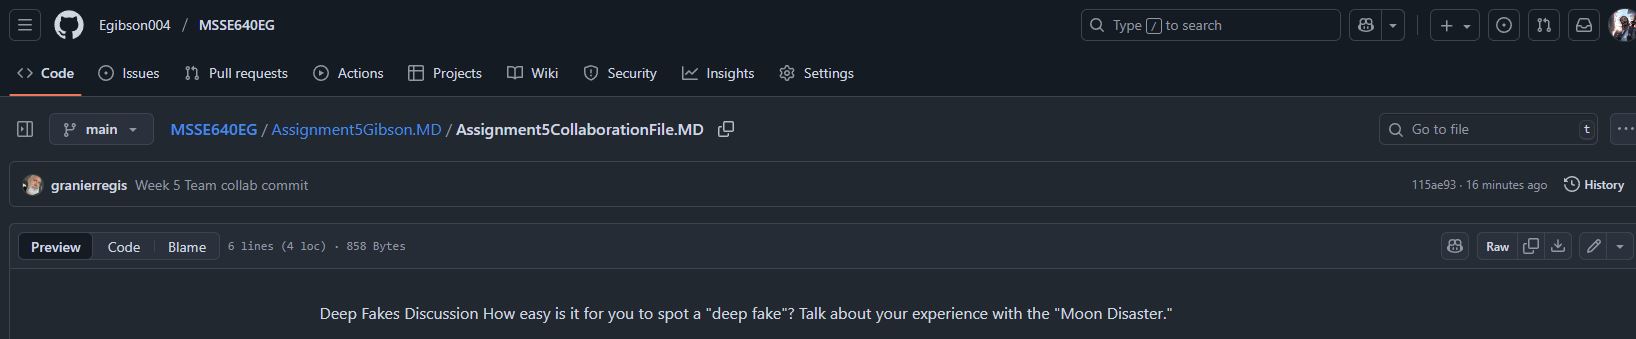 Egibson004 / MSSE640EG Type / to search
Code Issues Pull requests Actions Projects Wiki Security Insights Settings
main MSSE640EG / Assignment5Gibson.MD / Assignment5CollaborationFile.MD Go to file t
granierregis Week 5 Team collab commit 115ae93 · 16 minutes ago History
Preview Code Blame 6 lines (4 loc) · 858 Bytes Raw
Deep Fakes Discussion How easy is it for you to spot a "deep fake"? Talk about your experience with the "Moon Disaster."